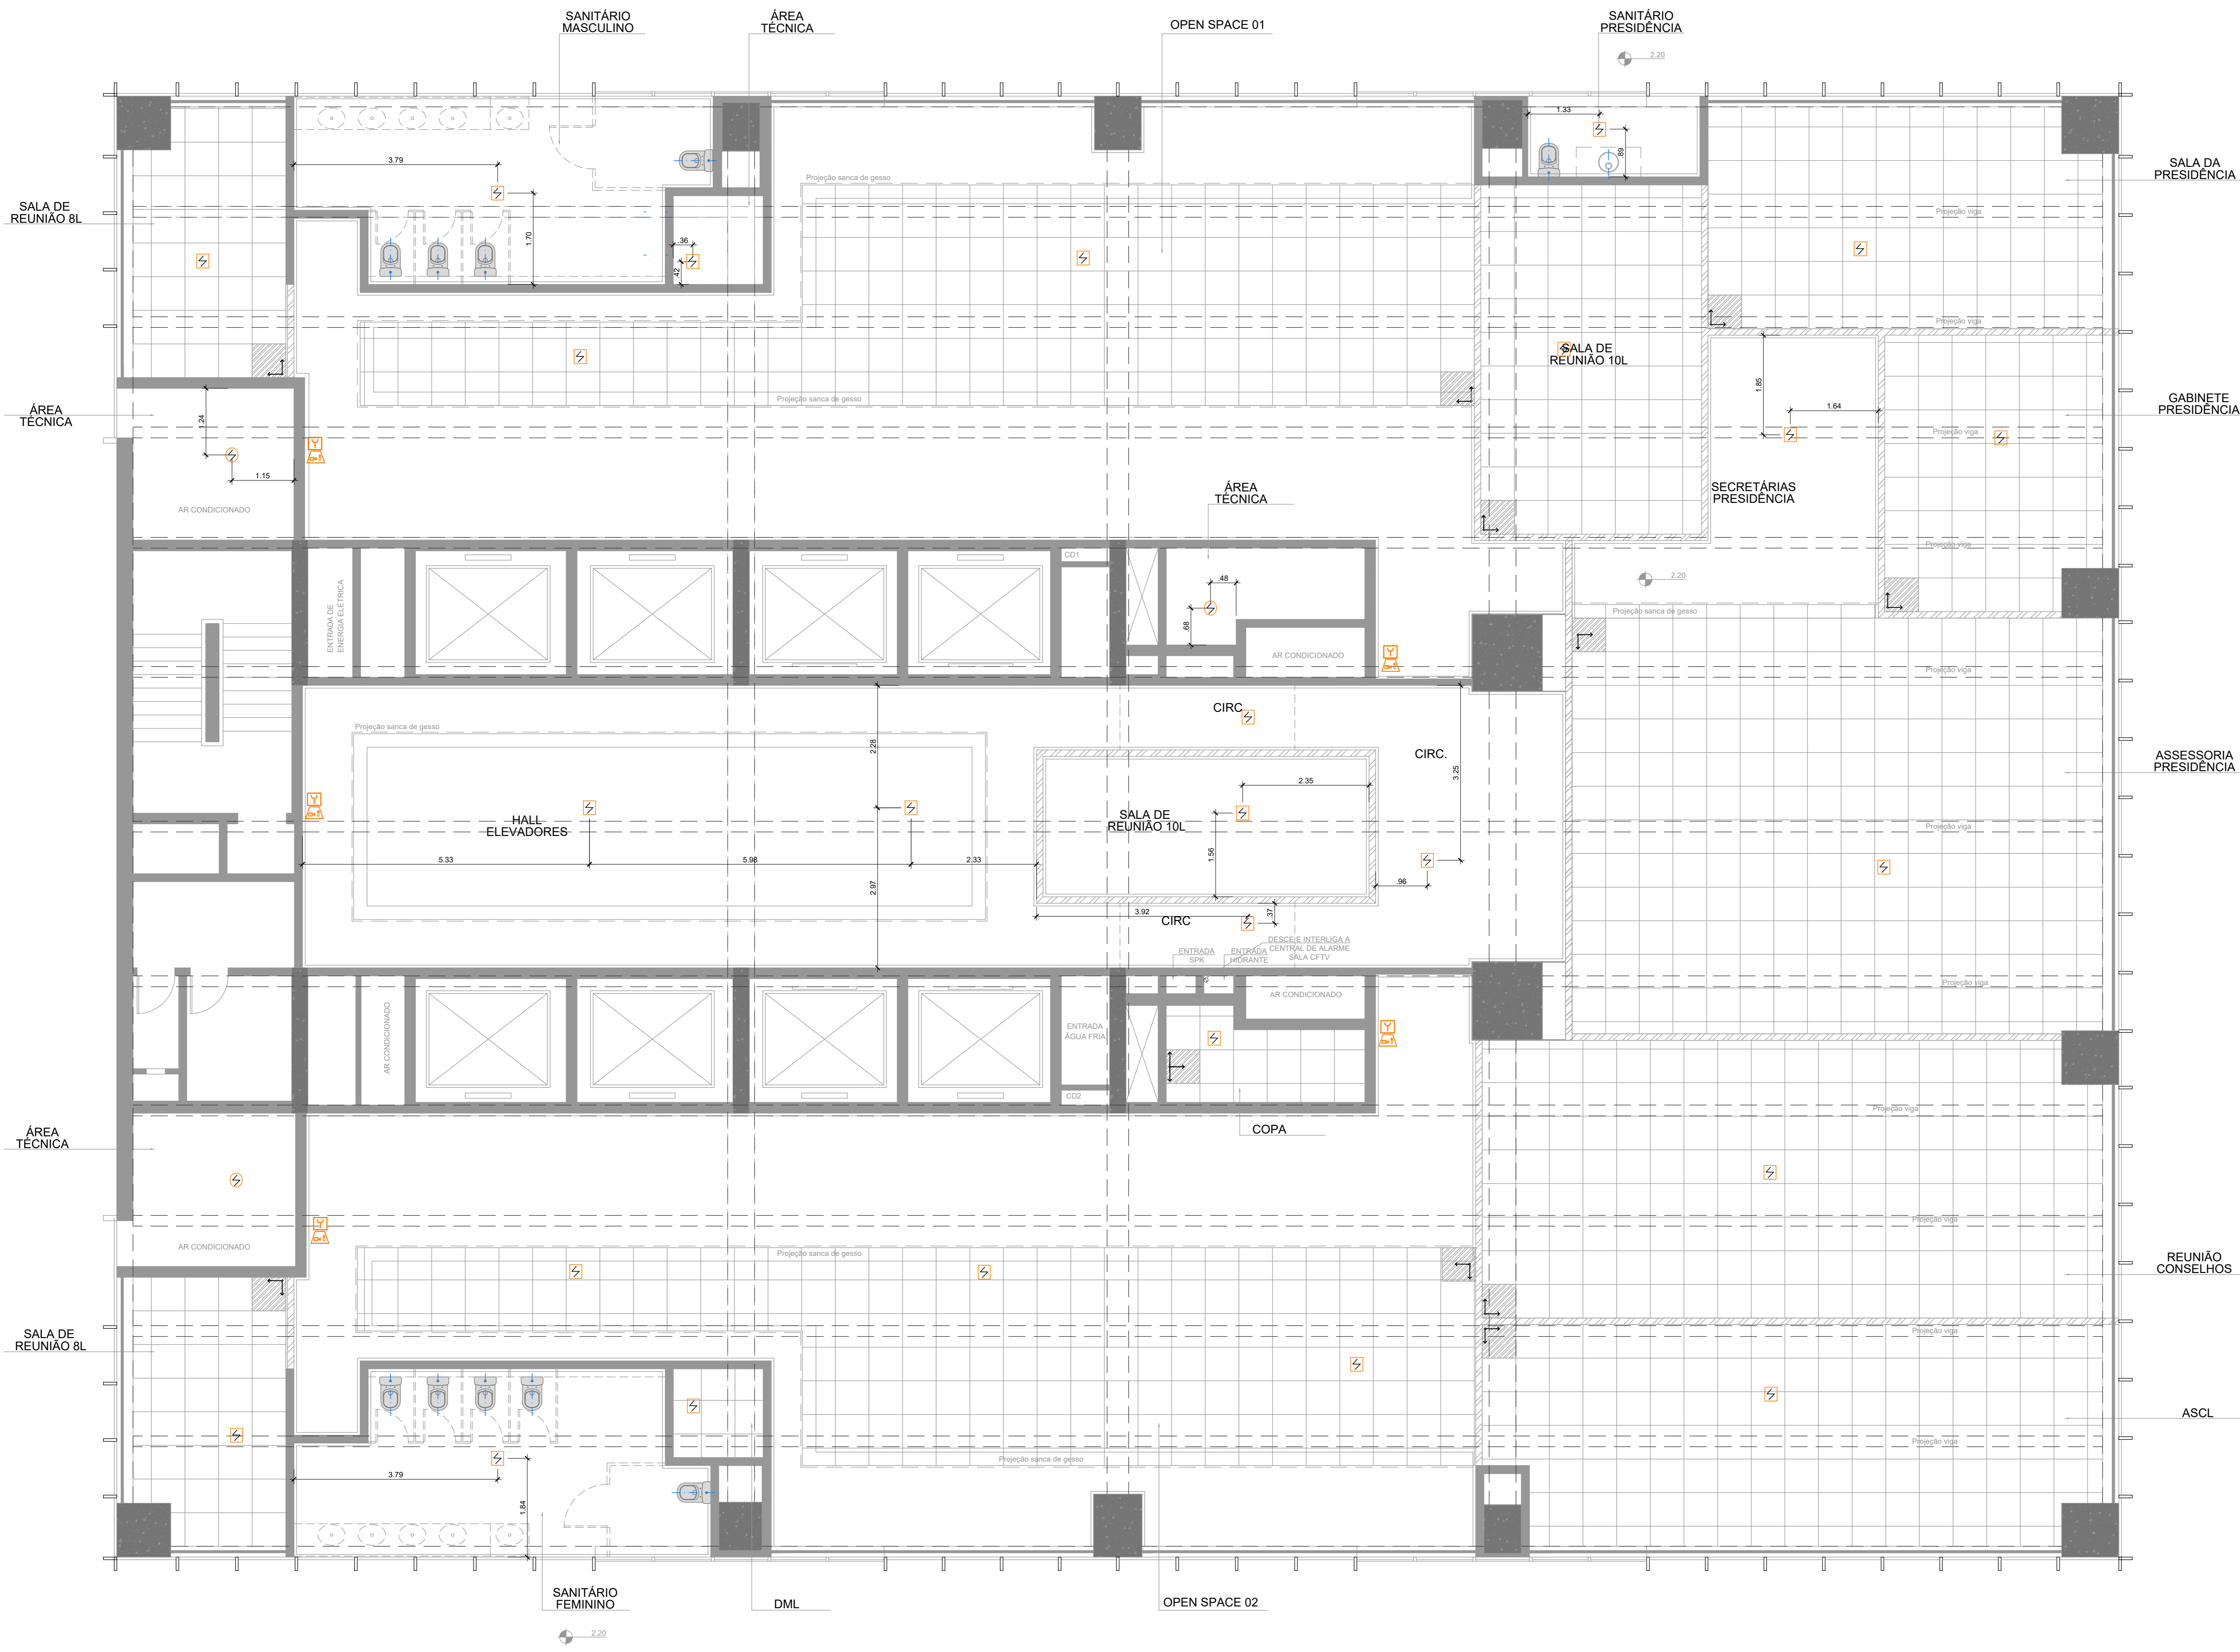 SANITÁRIO
MASCULINO
ÁREA
TÉCNICA
OPEN SPACE 01
SANITÁRIO
PRESIDÊNCIA
2.20
1.33
.89
3.79
1.70
.36
.42
Projeção sanca de gesso
SALA DA
PRESIDÊNCIA
SALA DE
REUNIÃO 8L
Projeção viga
Projeção viga
SALA DE
REUNIÃO 10L
1.85
1.64
Projeção sanca de gesso
ÁREA
TÉCNICA
1.24
1.15
AR CONDICIONADO
GABINETE
PRESIDÊNCIA
Projeção viga
SECRETÁRIAS
PRESIDÊNCIA
ÁREA
TÉCNICA
Projeção viga
CD1
ENTRADA DE
ENERGIA ELÉTRICA
.48
.68
AR CONDICIONADO
2.20
Projeção sanca de gesso
Projeção viga
CIRC
CIRC.
3.25
2.28
Projeção sanca de gesso
2.35
ASSESSORIA
PRESIDÊNCIA
HALL
ELEVADORES
SALA DE
REUNIÃO 10L
Projeção viga
1.56
5.33
5.98
2.33
2.97
.96
3.92
.37
CIRC
DESCE E INTERLIGA A
CENTRAL DE ALARME
SALA CFTV
ENTRADA
SPK
ENTRADA
HIDRANTE
Projeção viga
AR CONDICIONADO
AR CONDICIONADO
ENTRADA
ÁGUA FRIA
CD2
COPA
Projeção viga
ÁREA
TÉCNICA
Projeção viga
AR CONDICIONADO
Projeção sanca de gesso
REUNIÃO
CONSELHOS
SALA DE
REUNIÃO 8L
Projeção viga
ASCL
Projeção viga
Projeção sanca de gesso
3.79
1.84
SANITÁRIO
FEMININO
DML
OPEN SPACE 02
2.20